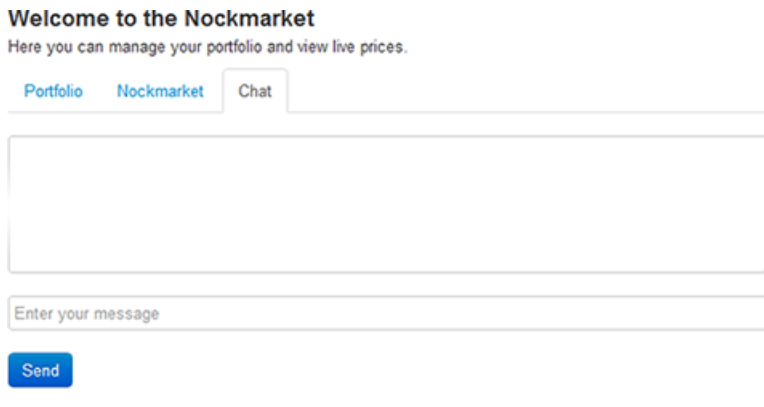 Welcome to the Nockmarket
Here you can manage your portfolio and view live prices.
Portfolio Nockmarket Chat
Enter your message
Send